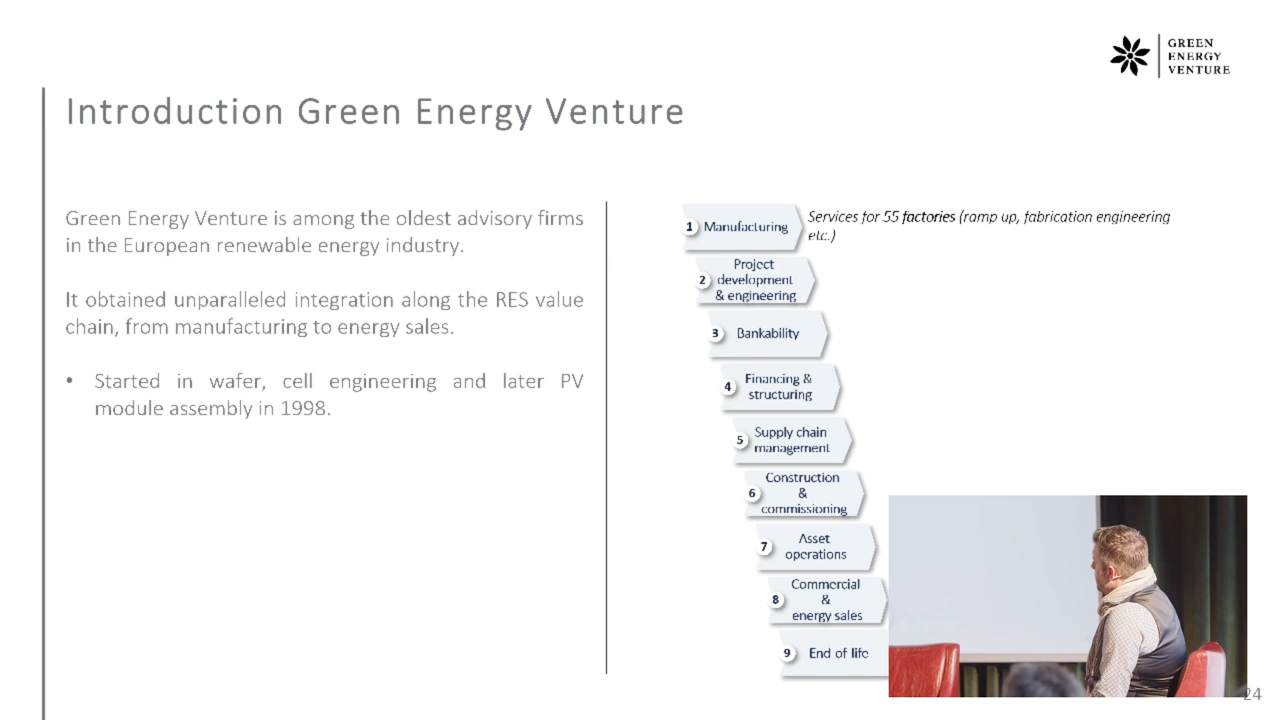 GREEN
ENERGY
VENTURE
Introduction Green Energy Venture
Green Energy Venture is among the oldest advisory firms
in the European renewable energy industry.
It obtained unparalleled integration along the RES value
chain, from manufacturing to energy sales.
• Started in wafer, cell engineering and later PV
module assembly in 1998.
1 Manufacturing
Services for 55 factories (ramp up, fabrication engineering
etc.)
Project
2 development
& engineering
3 Bankability
Financing &
4 structuring
Supply chain
5 management
Construction
6 &
commissioning
Asset
7 operations
Commercial
8 &
energy sales
9 End of life
24